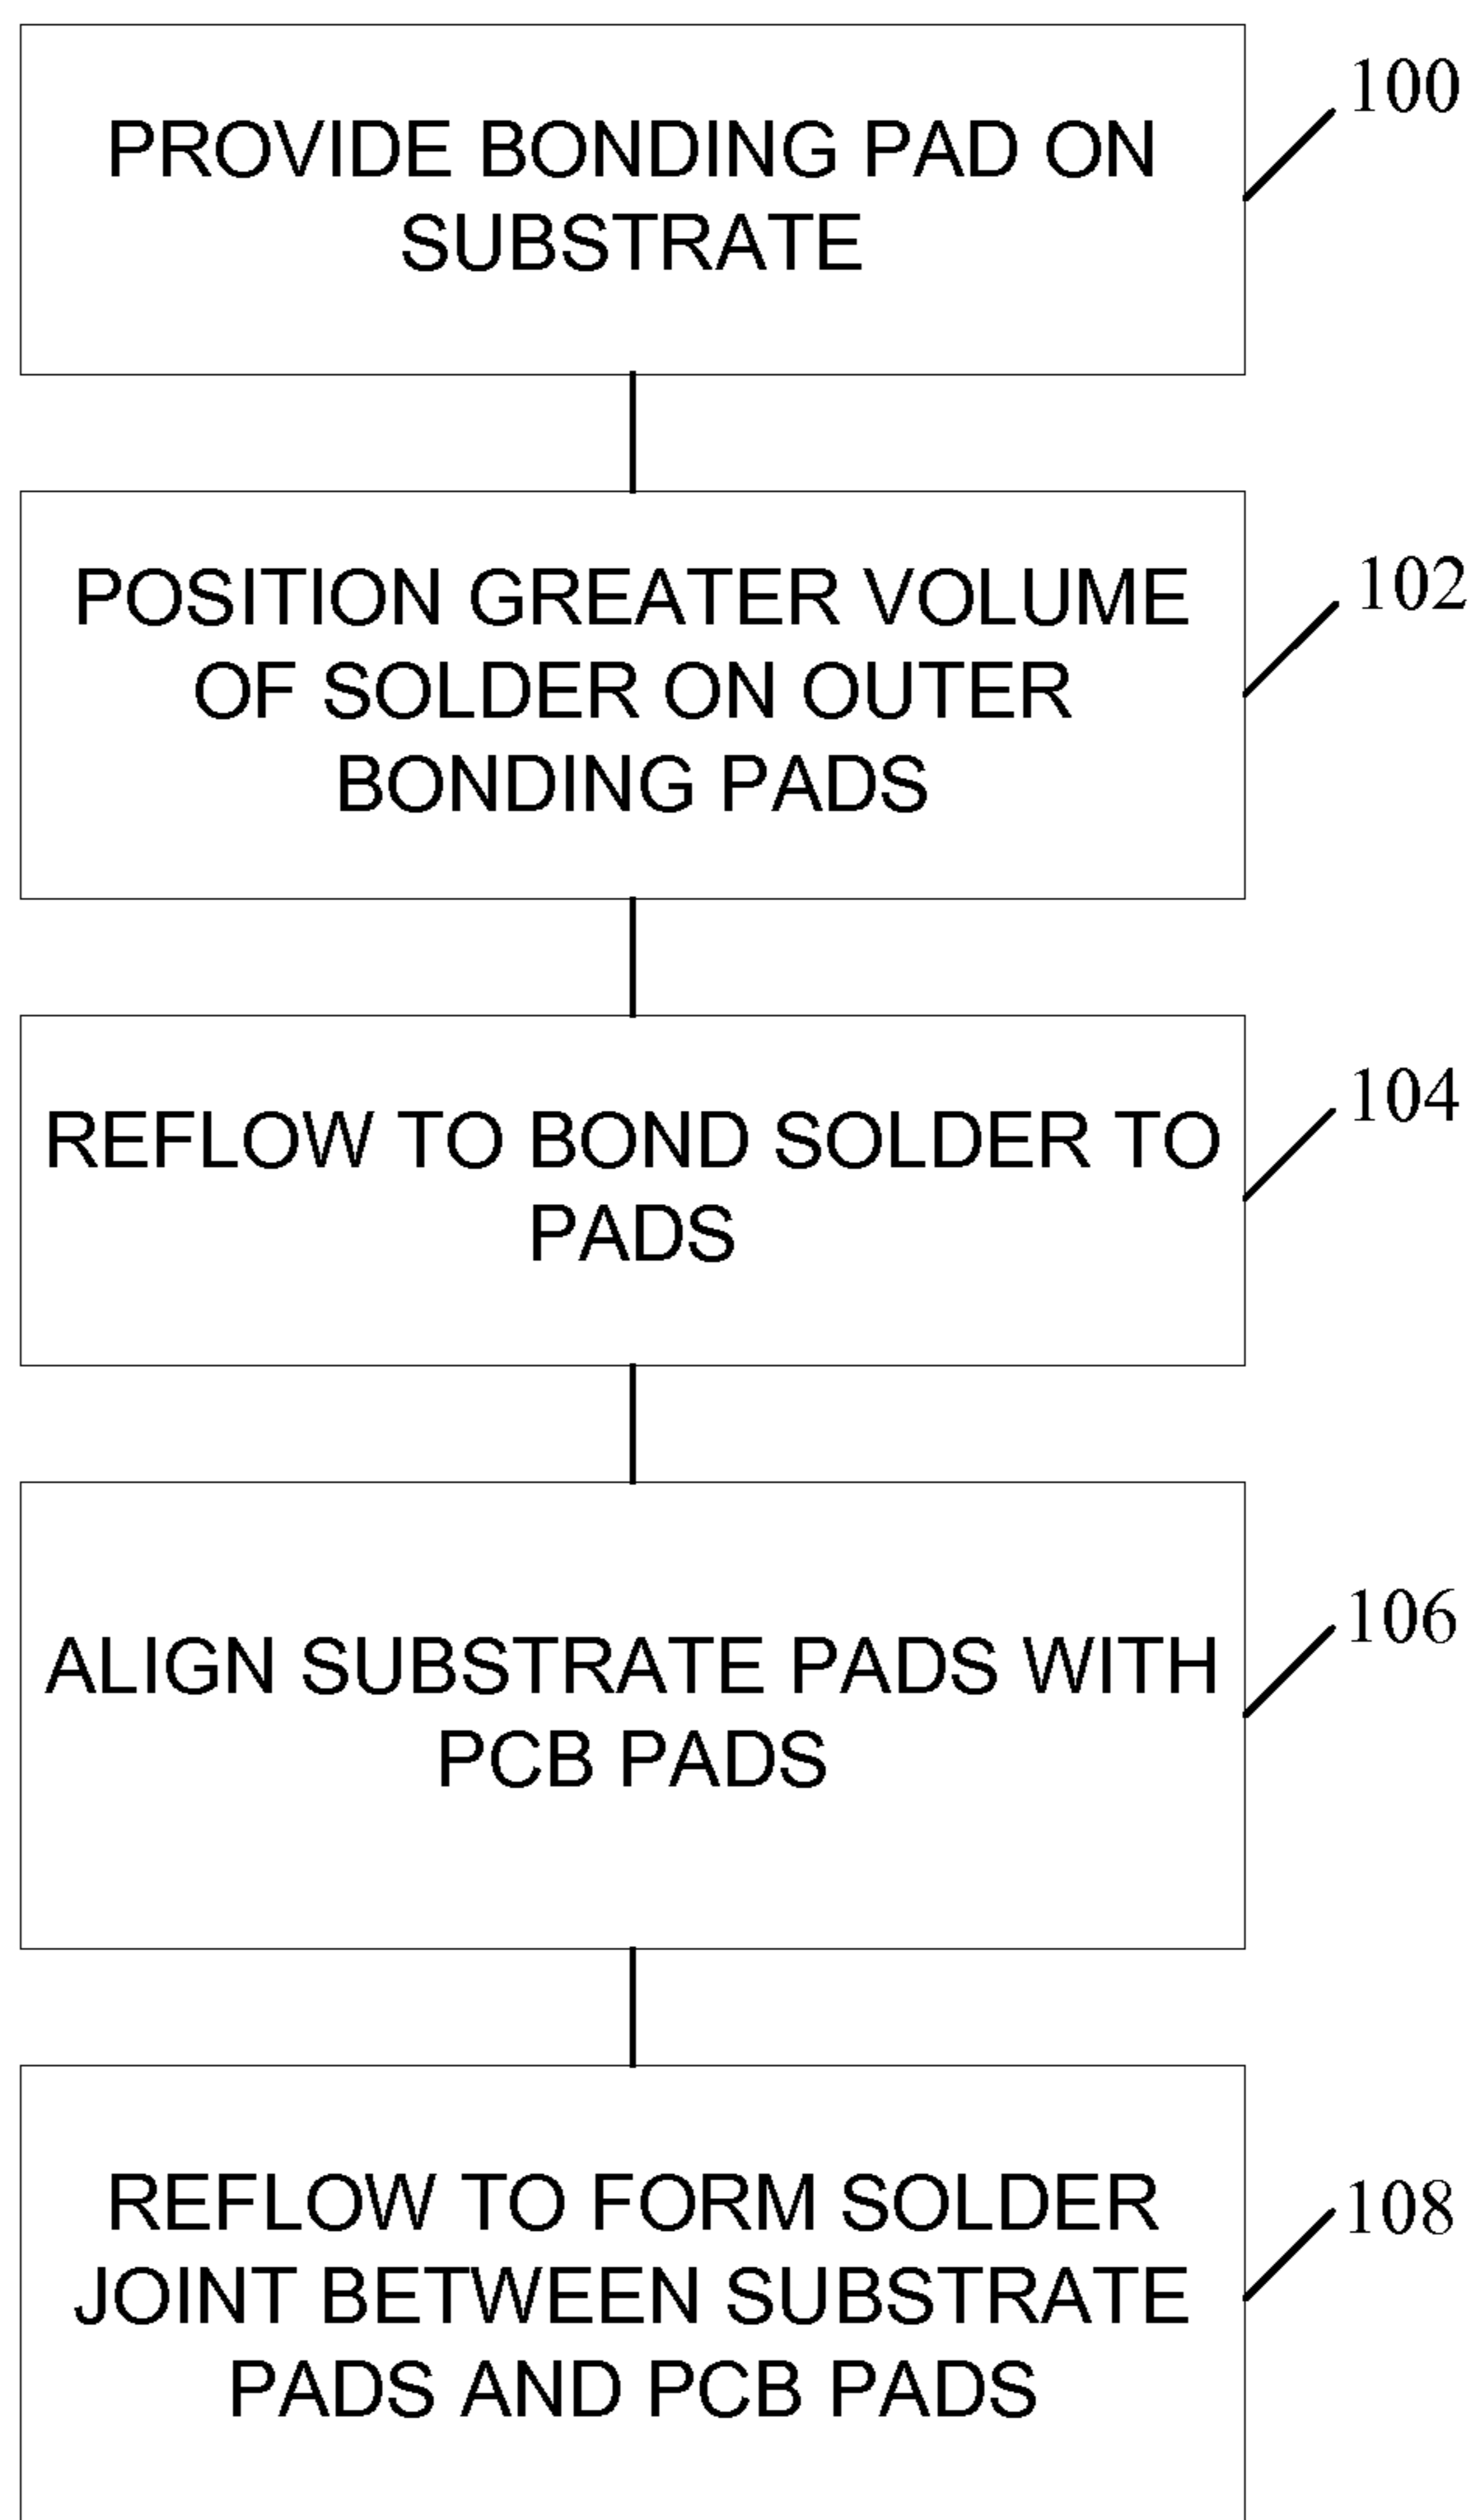 100
PROVIDE BONDING PAD ON
SUBSTRATE
102
POSITION GREATER VOLUME
OF SOLDER ON OUTER
BONDING PADS
104
REFLOW TO BOND SOLDER TO
PADS
106
ALIGN SUBSTRATE PADS WITH
PCB PADS
108
REFLOW TO FORM SOLDER
JOINT BETWEEN SUBSTRATE
PADS AND PCB PADS